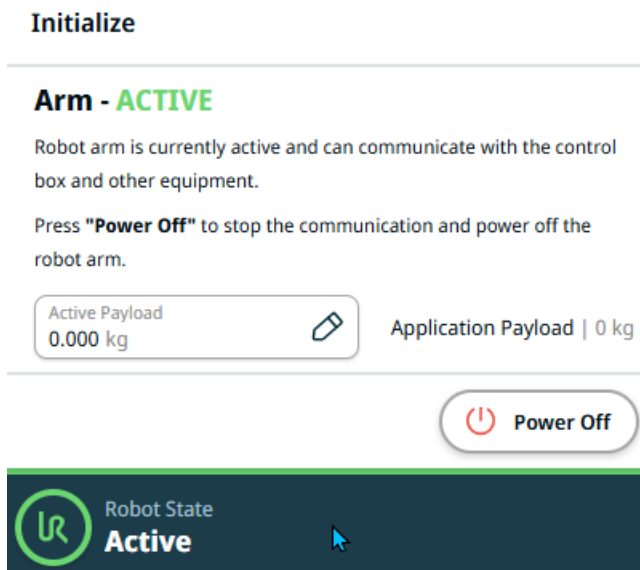 Initialize
Arm - ACTIVE
Robot arm is currently active and can communicate with the control
box and other equipment.
Press "Power Off" to stop the communication and power off the
robot arm.
Active Payload
0.000 kg
Application Payload | 0 kg
Power Off
UR
Robot State
Active